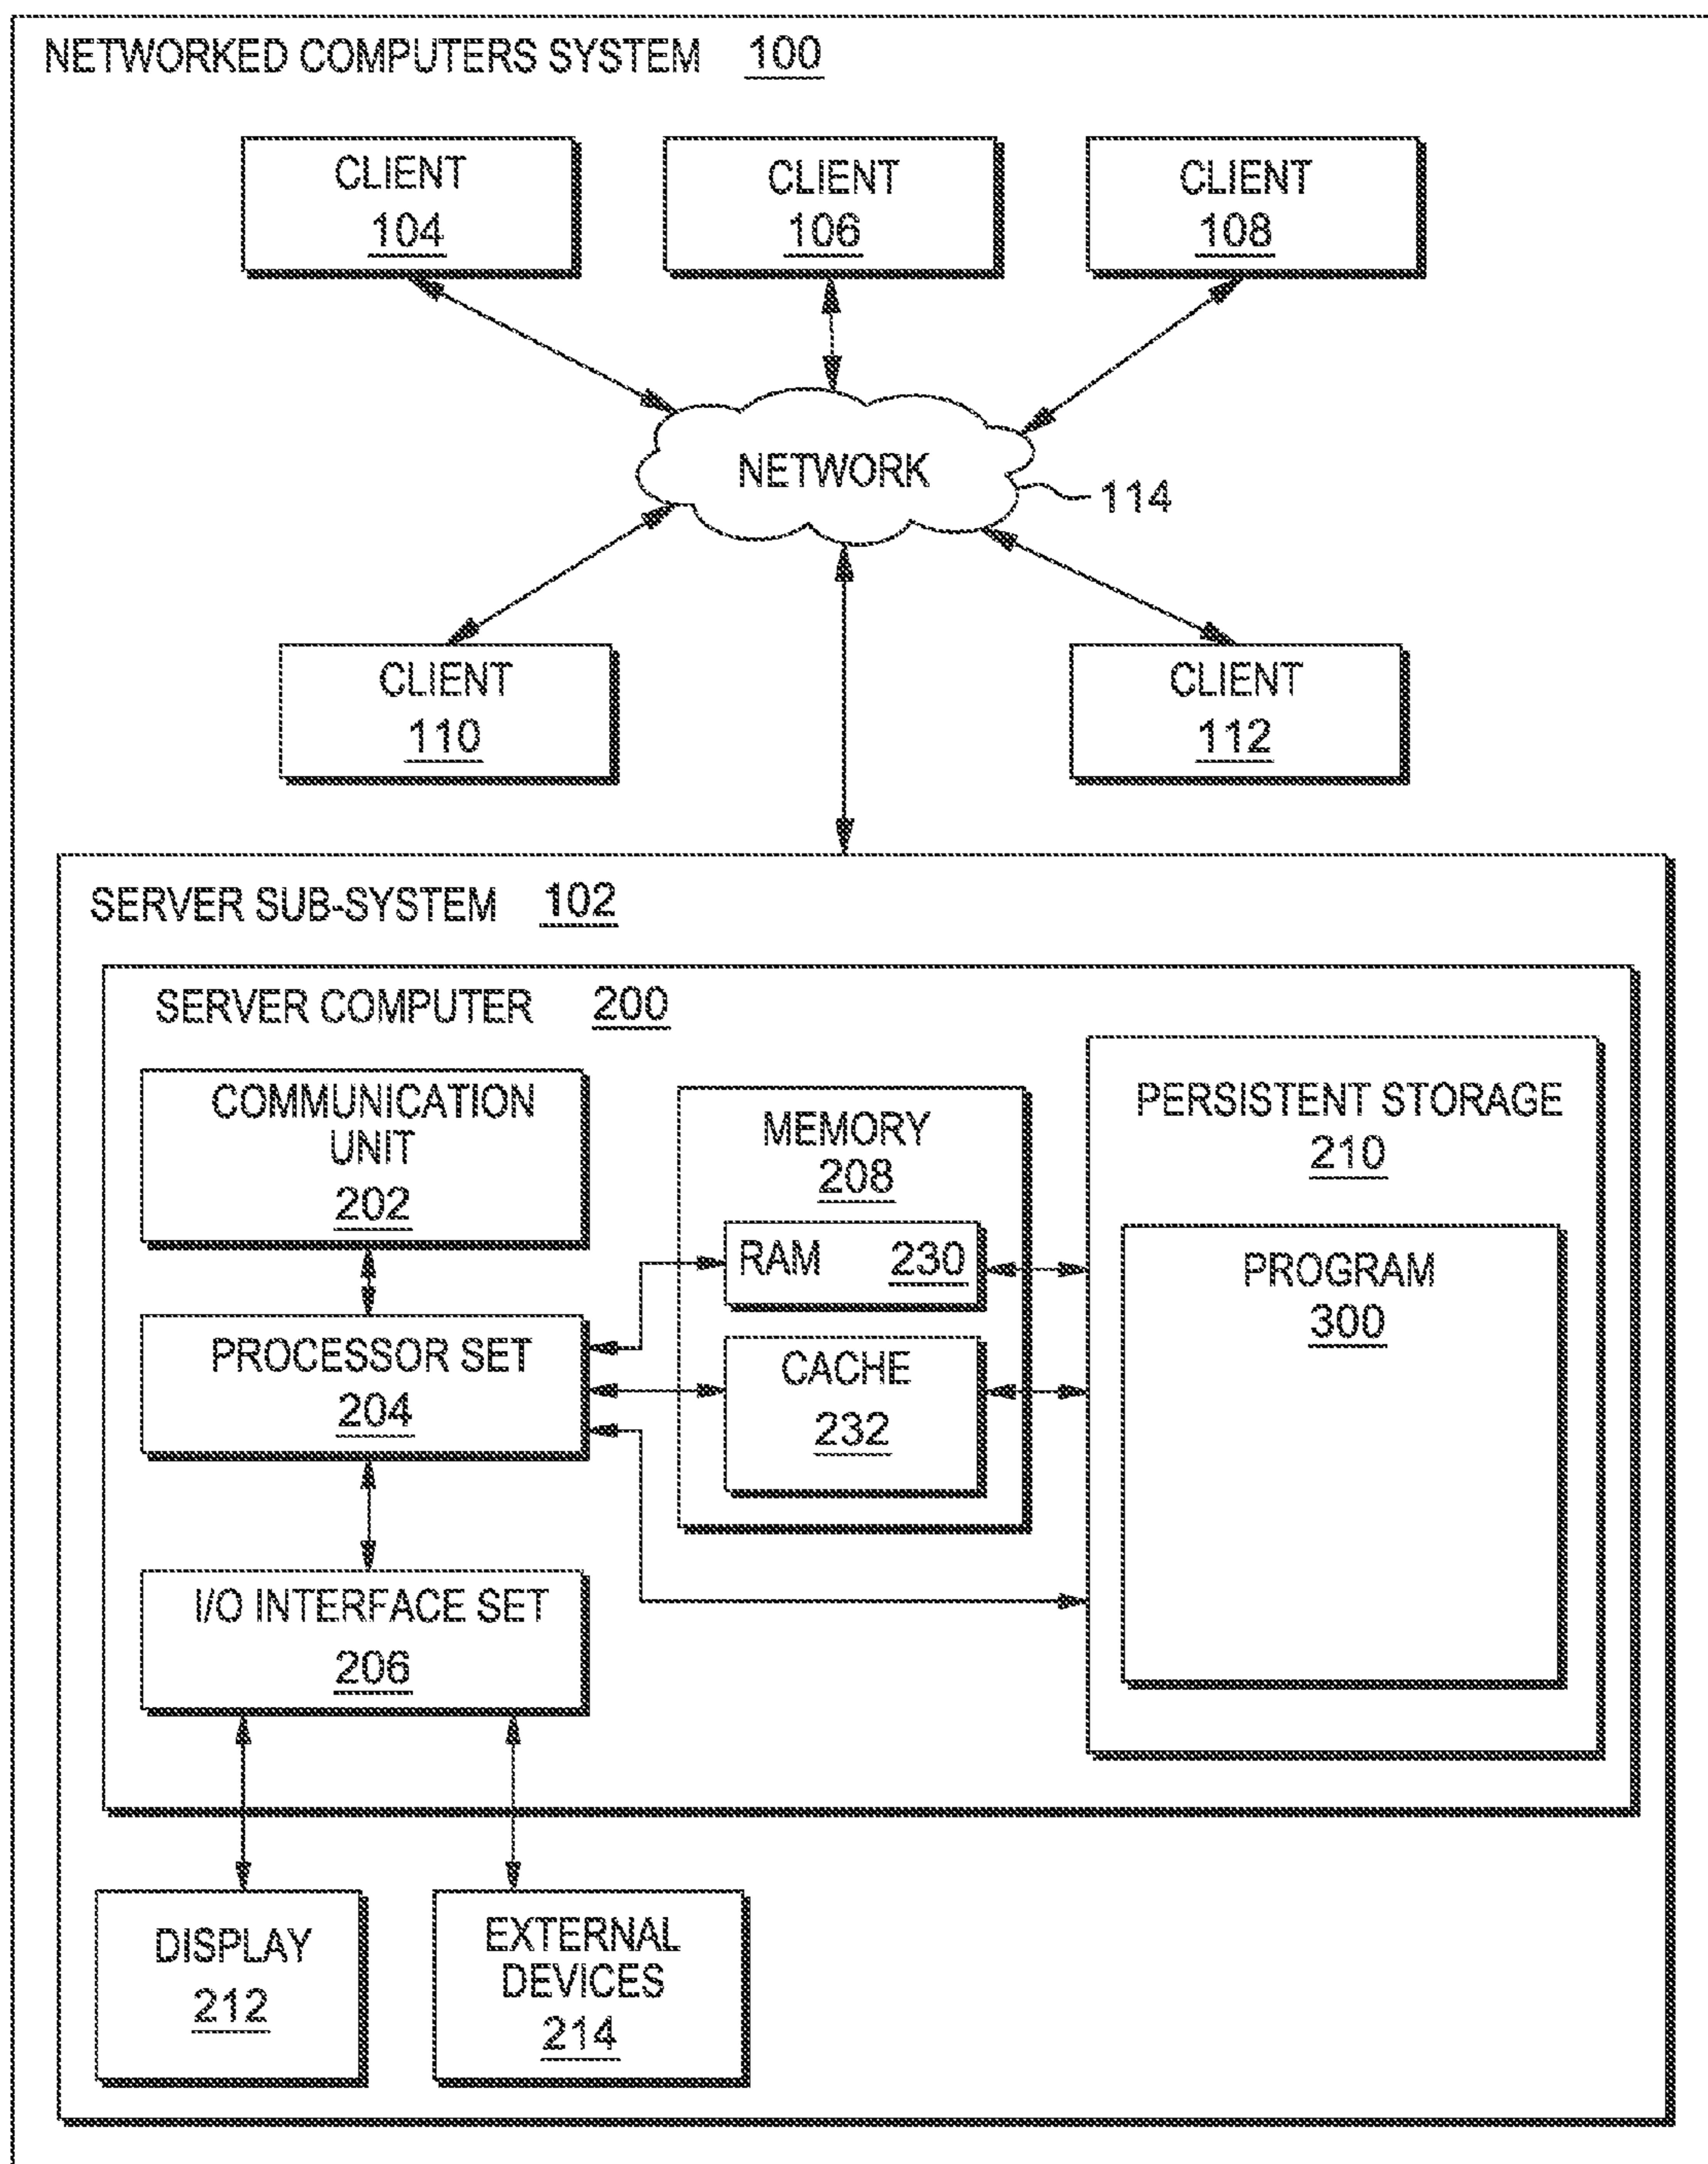 NETWORKED COMPUTERS SYSTEM 100
CLIENT
104
CLIENT
106
CLIENT
108
NETWORK
114
CLIENT
110
CLIENT
112
SERVER SUB-SYSTEM 102
SERVER COMPUTER 200
COMMUNICATION
UNIT
202
PROCESSOR SET
204
I/O INTERFACE SET
206
MEMORY
208
RAM 230
CACHE
232
PERSISTENT STORAGE
210
PROGRAM
300
DISPLAY
212
EXTERNAL
DEVICES
214